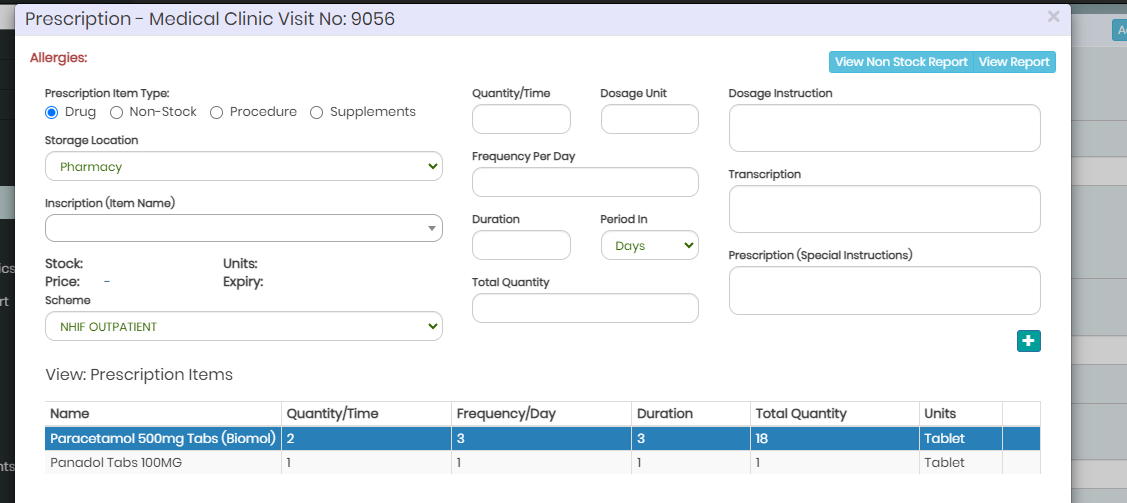 Prescription - Medical Clinic Visit No: 9056
×
Allergies:
View Non Stock Report View Report
Prescription Item Type:
Drug Non-Stock Procedure Supplements
Storage Location
Pharmacy
Inscription (Item Name)
Stock: Units:
Price: - Expiry:
Scheme
NHIF OUTPATIENT
Quantity/Time Dosage Unit
Frequency Per Day
Duration Period In
Days
Total Quantity
Dosage Instruction
Transcription
Prescription (Special Instructions)
+
View: Prescription Items
Name Quantity/Time Frequency/Day Duration Total Quantity Units
Paracetamol 500mg Tabs (Biomol) 2 3 3 18 Tablet
Panadol Tabs 100MG 1 1 1 1 Tablet